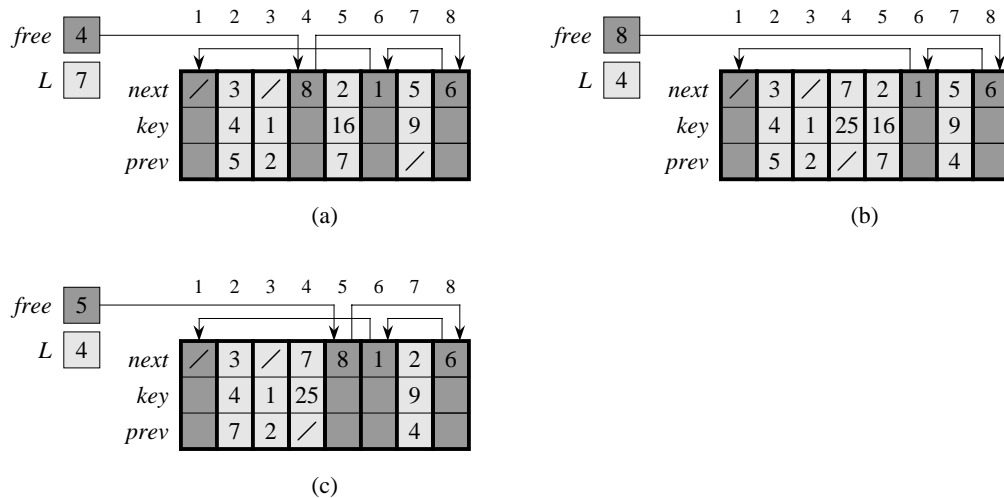 1 2 3 4 5 6 7 8
free 4
L 7
next / 3 / 8 2 1 5 6
key 4 1 16 9
prev 5 2 7 /
(a)
1 2 3 4 5 6 7 8
free 8
L 4
next / 3 / 7 2 1 5 6
key 4 1 25 16 9
prev 5 2 / 7 4
(b)
1 2 3 4 5 6 7 8
free 5
L 4
next / 3 / 7 8 1 2 6
key 4 1 25 9
prev 7 2 / 4
(c)